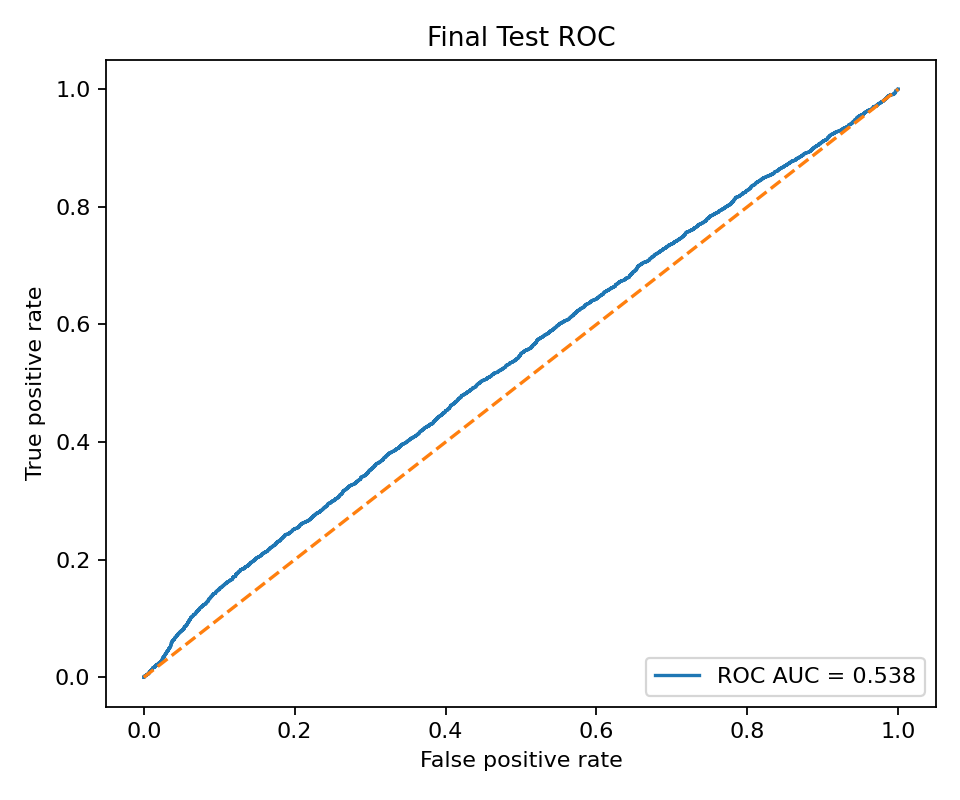 Final Test ROC
True positive rate
1.0
0.8
0.6
0.4
0.2
0.0
ROC AUC = 0.538
0.0 0.2 0.4 0.6 0.8 1.0
False positive rate